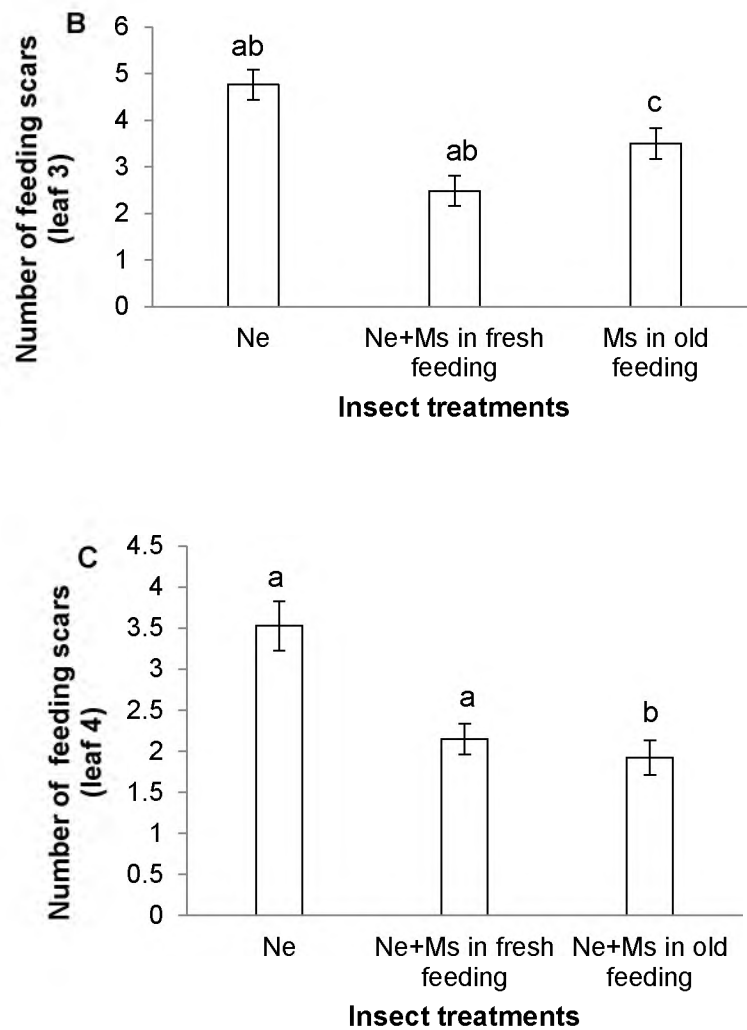 B
Number of feeding scars
(leaf 3)
6
5
4
3
2
1
0
ab
ab
c
Ne
Ne+Ms in fresh
feeding
Ms in old
feeding
Insect treatments
C
Number of feeding scars
(leaf 4)
4.5
4
3.5
3
2.5
2
1.5
1
0.5
0
a
a
b
Ne
Ne+Ms in fresh
feeding
Ne+Ms in old
feeding
Insect treatments